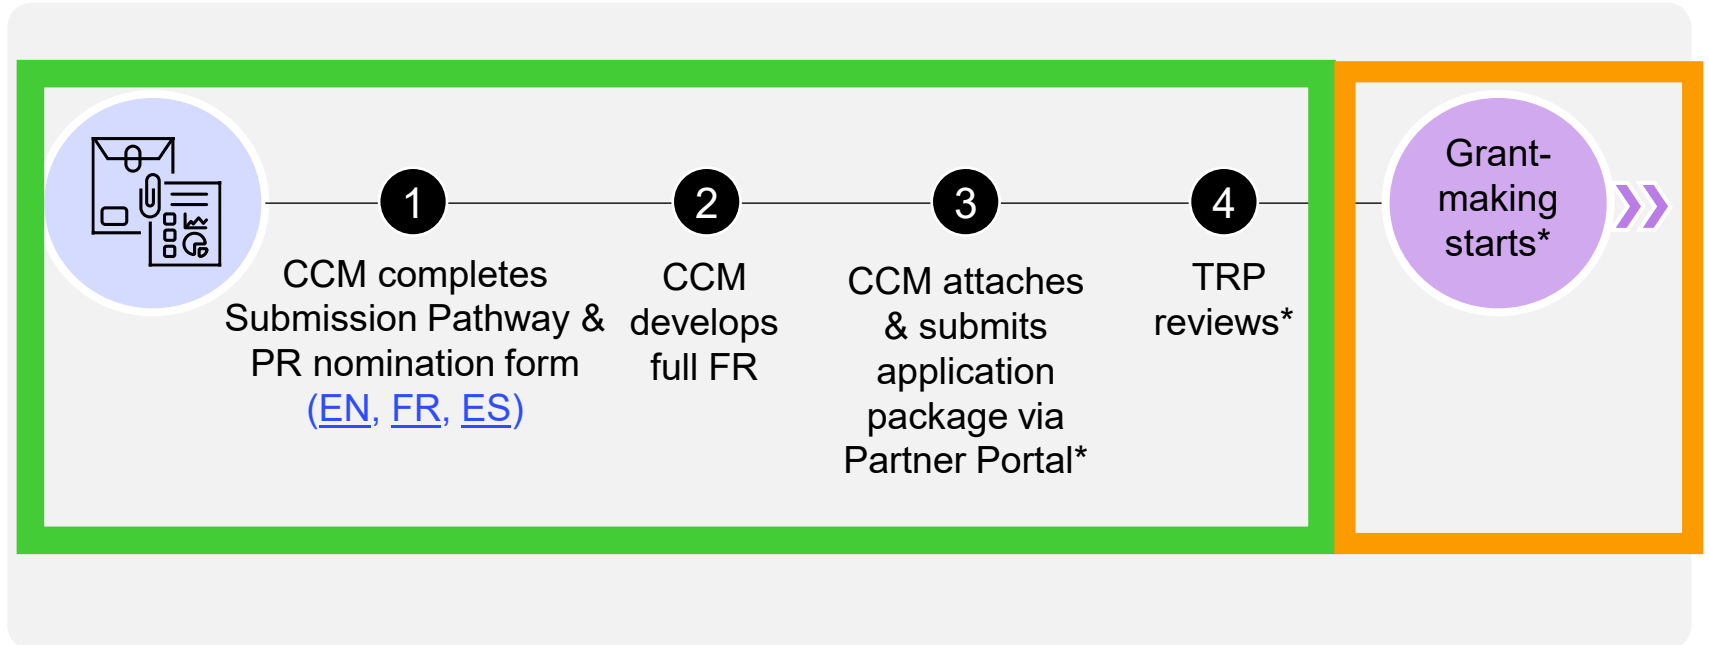 1
CCM completes
Submission Pathway &
PR nomination form
(EN, FR, ES)
2
CCM
develops
full FR
3
CCM attaches
& submits
application
package via
Partner Portal*
4
TRP
reviews*
Grant-
making
starts*